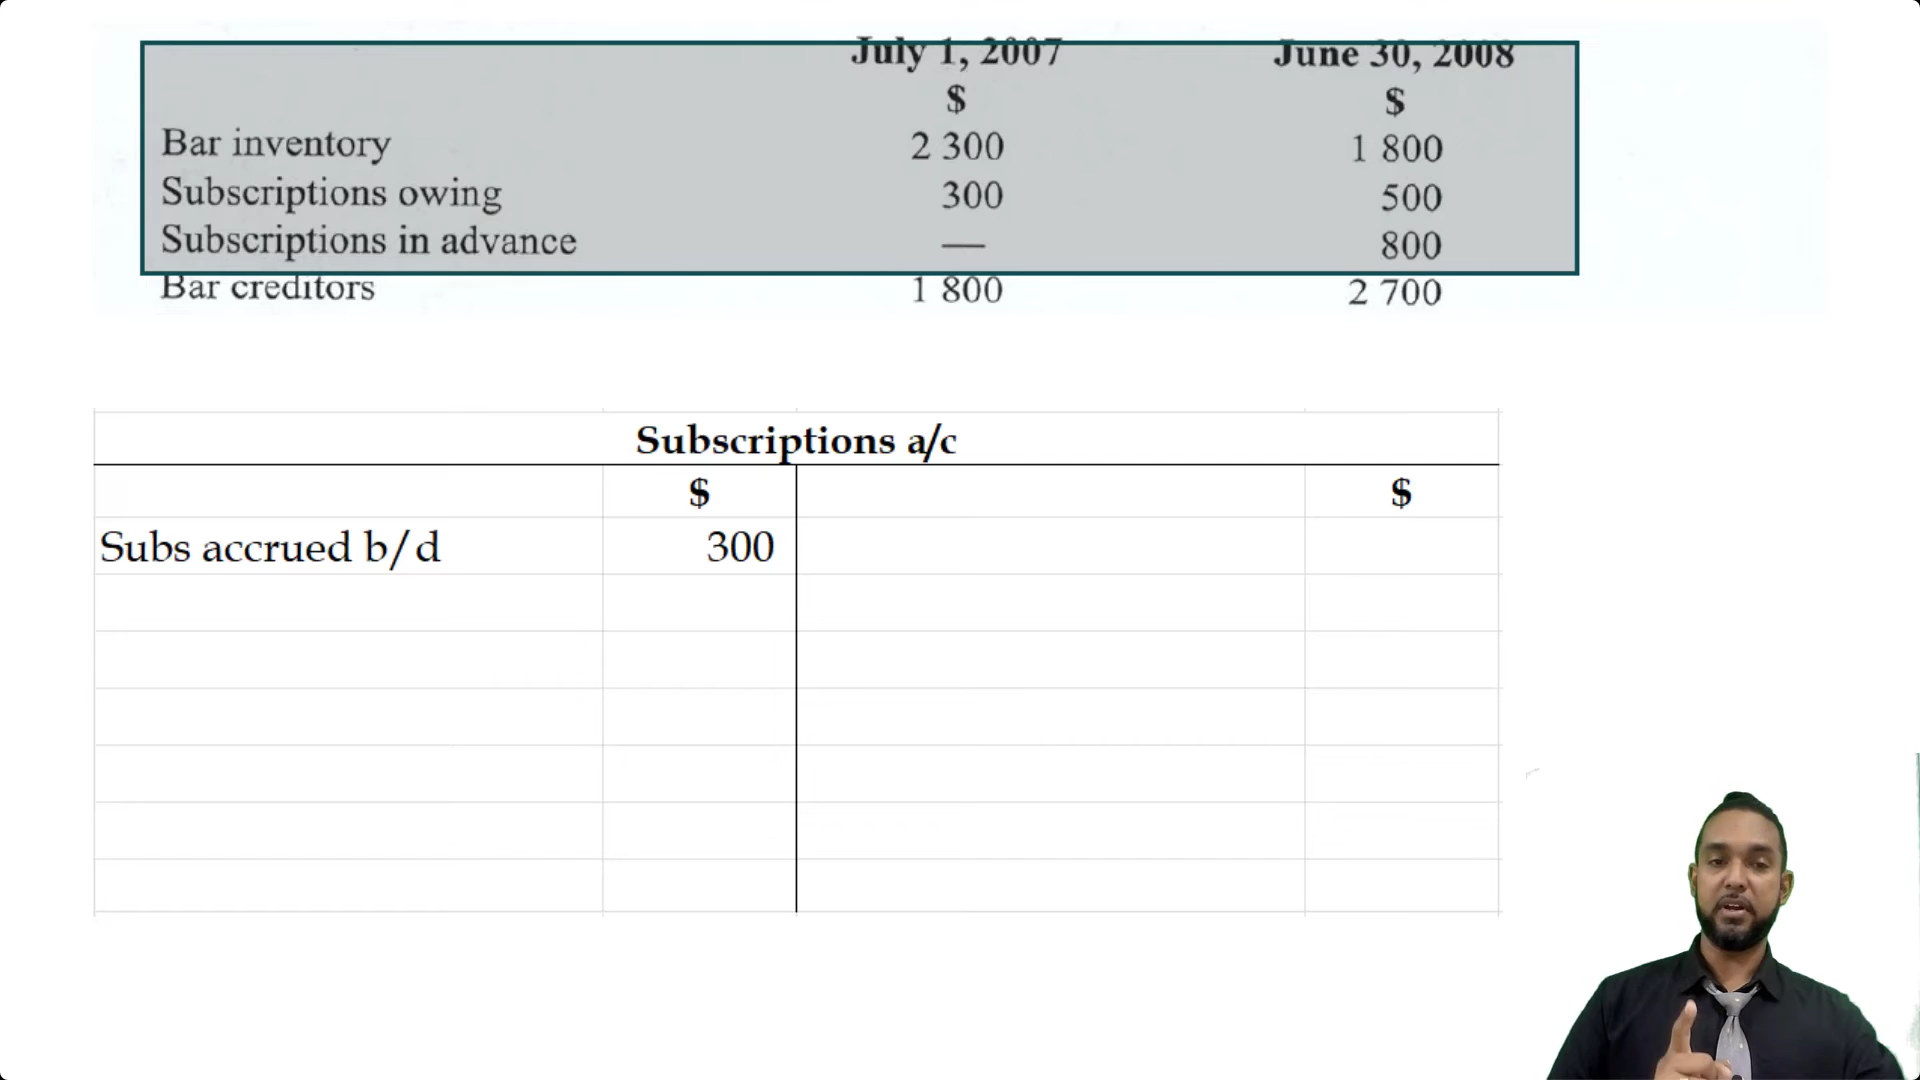 July 1, 2007 June 30, 2008
$ $
Bar inventory 2 300 1 800
Subscriptions owing 300 500
Subscriptions in advance — 800
Bar creditors 1 800 2 700
Subscriptions a/c
$ $
Subs accrued b/d 300